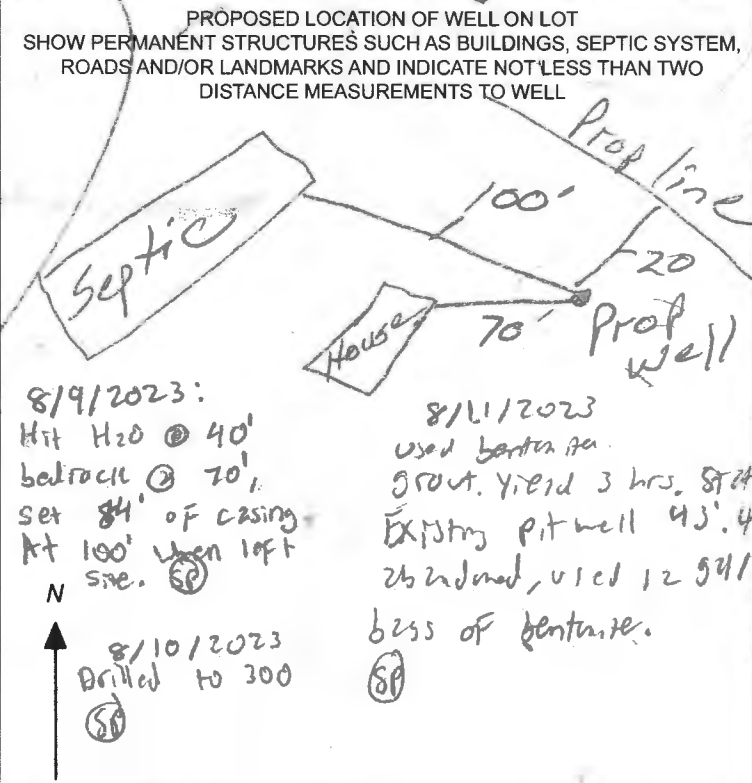 PROPOSED LOCATION OF WELL ON LOT
SHOW PERMANENT STRUCTURES SUCH AS BUILDINGS, SEPTIC SYSTEM,
ROADS AND/OR LANDMARKS AND INDICATE NOT LESS THAN TWO
DISTANCE MEASUREMENTS TO WELL
Prop line
100'
Septic
20
House
70'
Prop
well
8/9/2023:
Hit H2O @ 40'
bedrock @ 70',
set 84' of casing.
At 100' when left
site. SP
N
8/10/2023
Drilled to 300
SP
8/11/2023
used bentonite
grout. Yield 3 hrs.
Existing pit well 43'.
abandoned, used 12
bags of bentonite.
SP